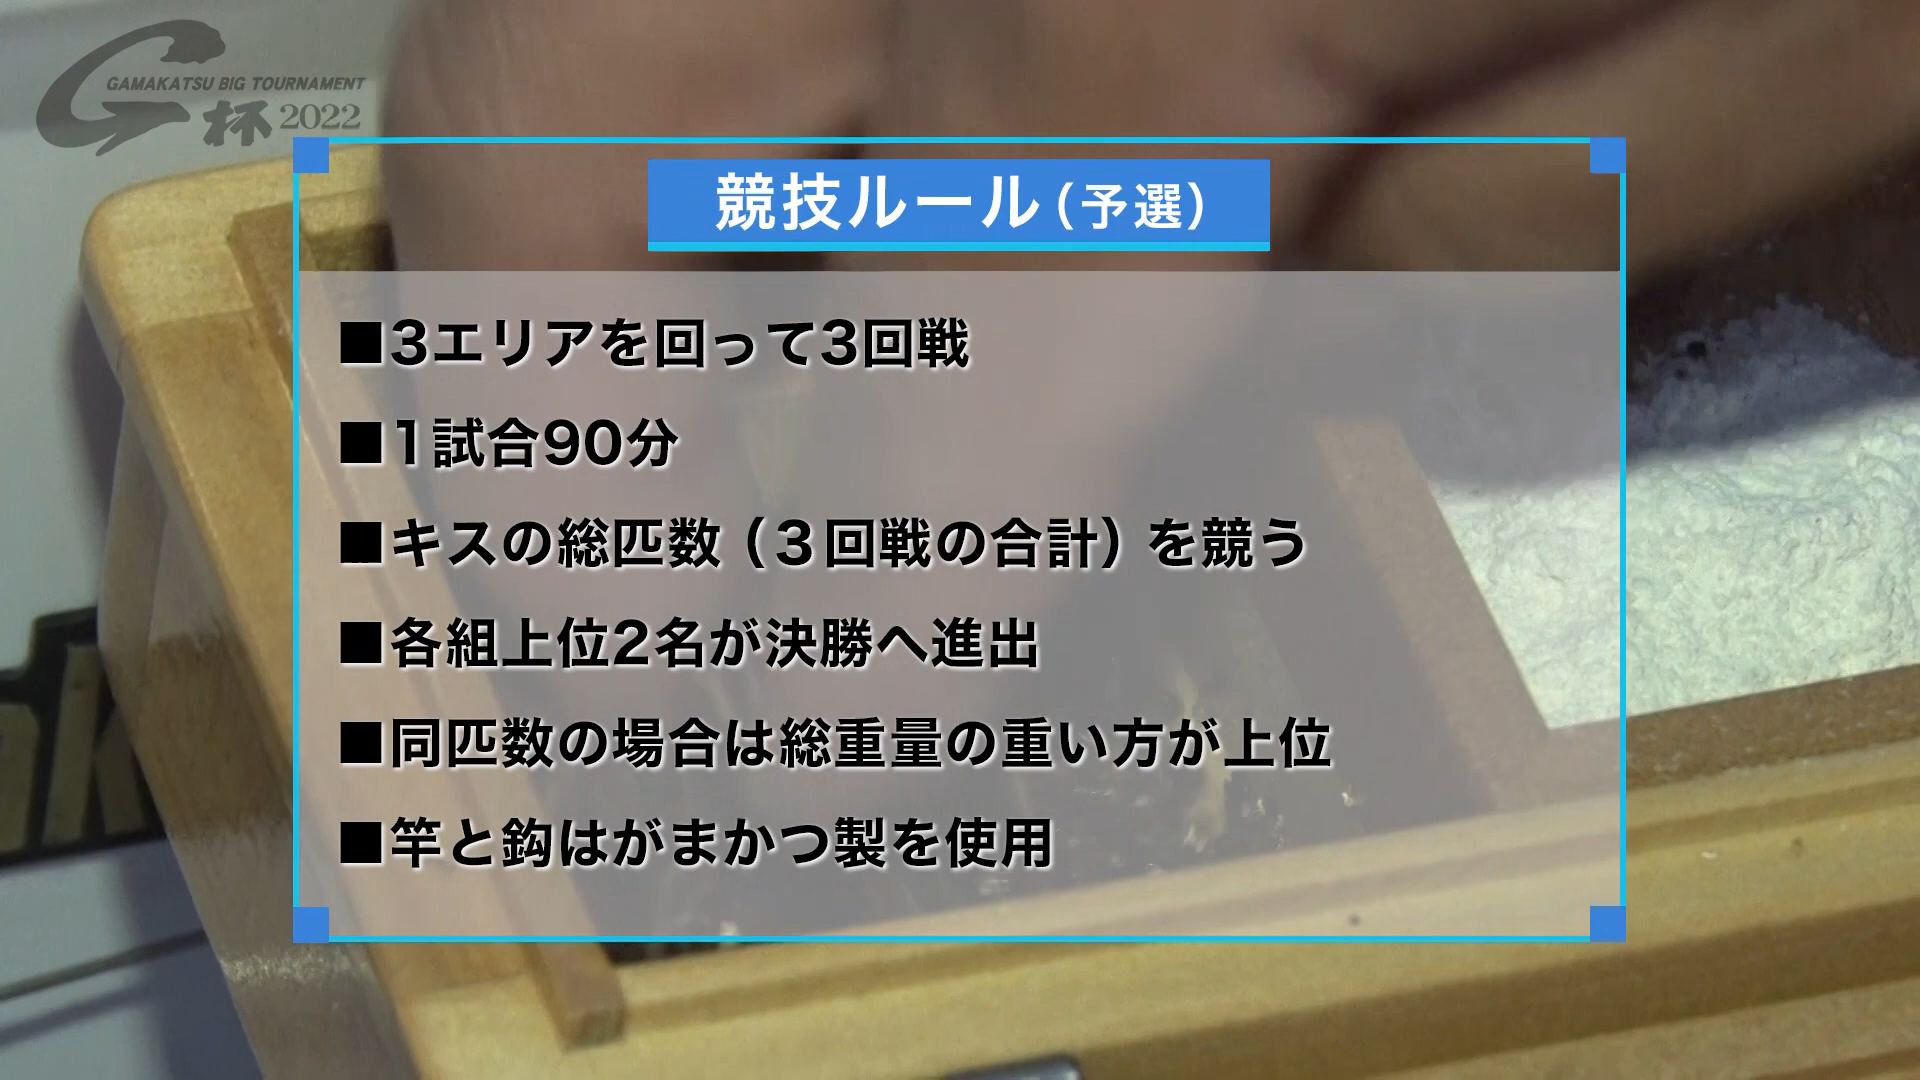 GAMAKATSU BIG TOURNAMENT
G杯2022
競技ルール（予選）
■3エリアを回って3回戦
■1試合90分
■キスの総匹数（３回戦の合計）を競う
■各組上位2名が決勝へ進出
■同匹数の場合は総重量の重い方が上位
■竿と鈎はがまかつ製を使用